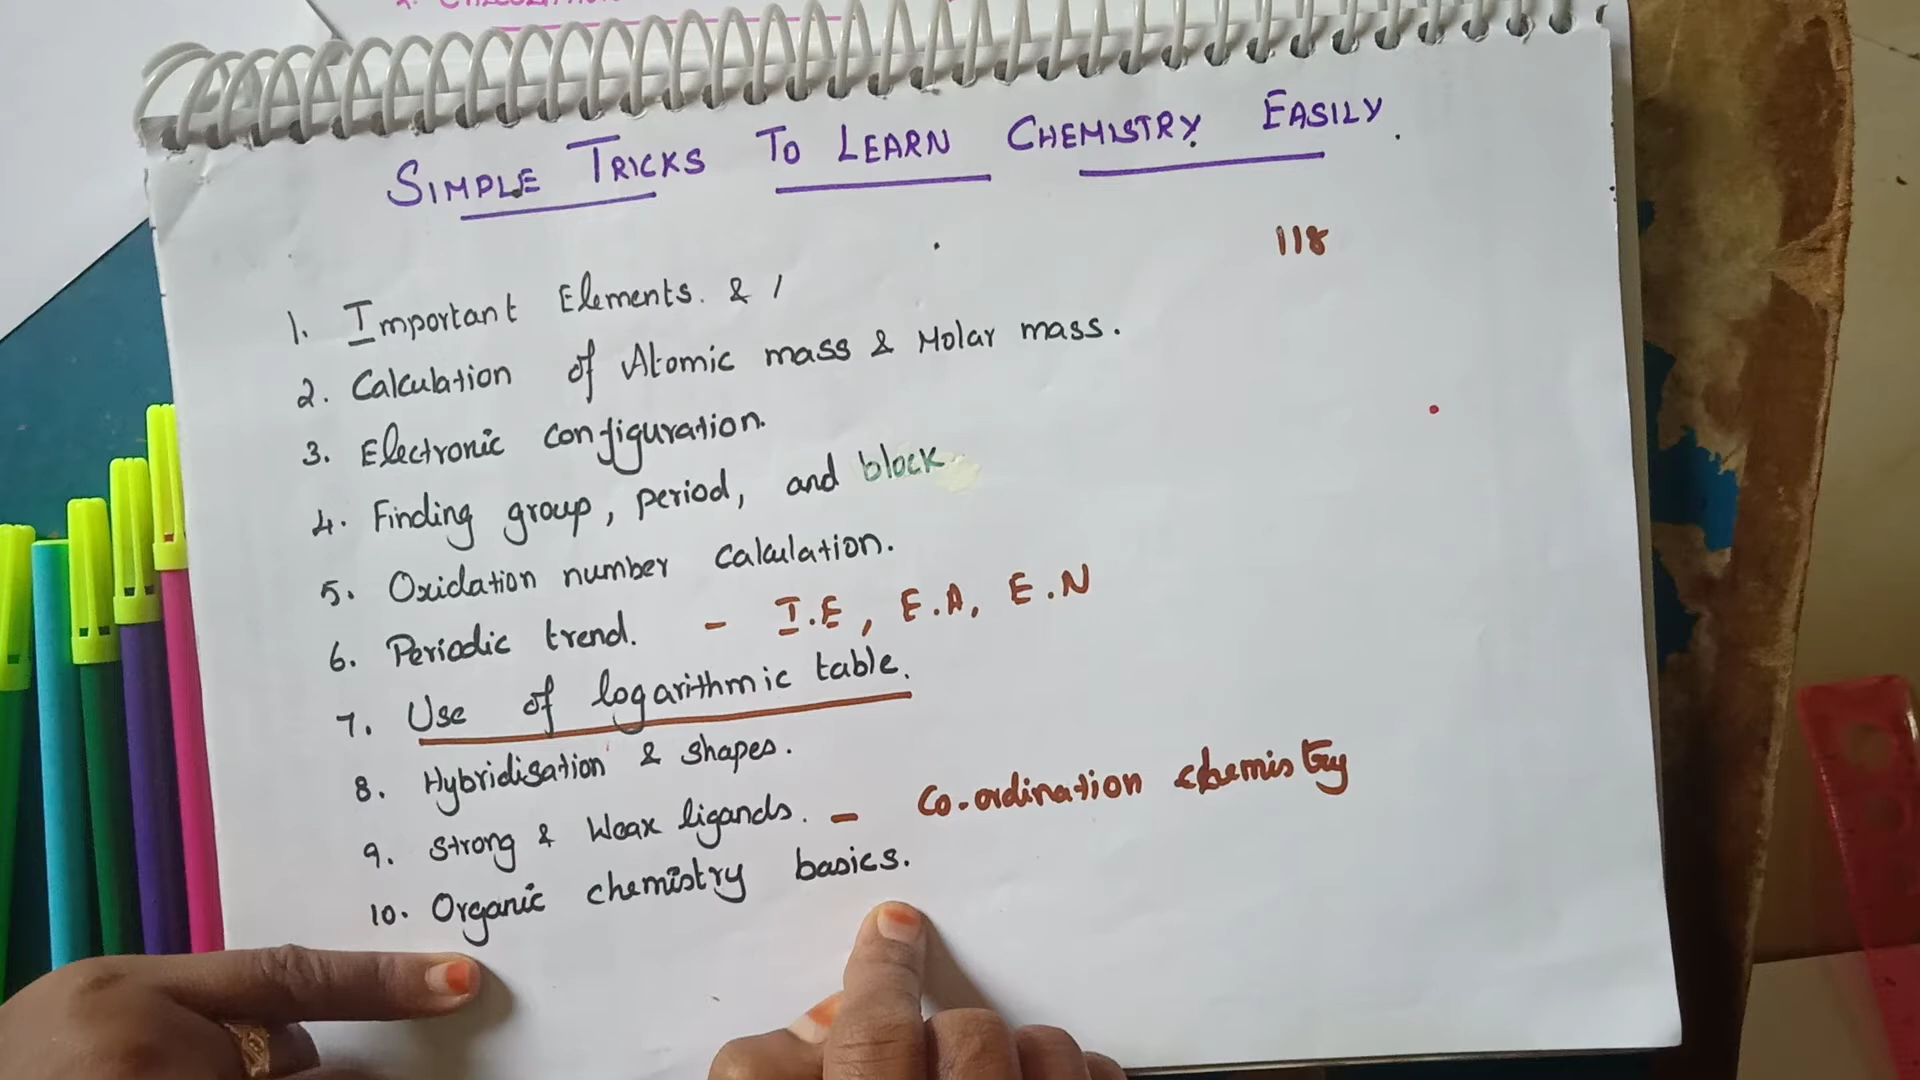 SIMPLE TRICKS TO LEARN CHEMISTRY EASILY.
118
1. Important Elements. & /
2. Calculation of Atomic mass & Molar mass.
3. Electronic configuration.
4. Finding group, period, and block
5. Oxidation number calculation.
6. Periodic trend. - I.E, E.A, E.N
7. Use of logarithmic table.
8. Hybridisation & shapes.
9. Strong & Weak ligands. - Co-ordination chemistry
10. Organic chemistry basics.